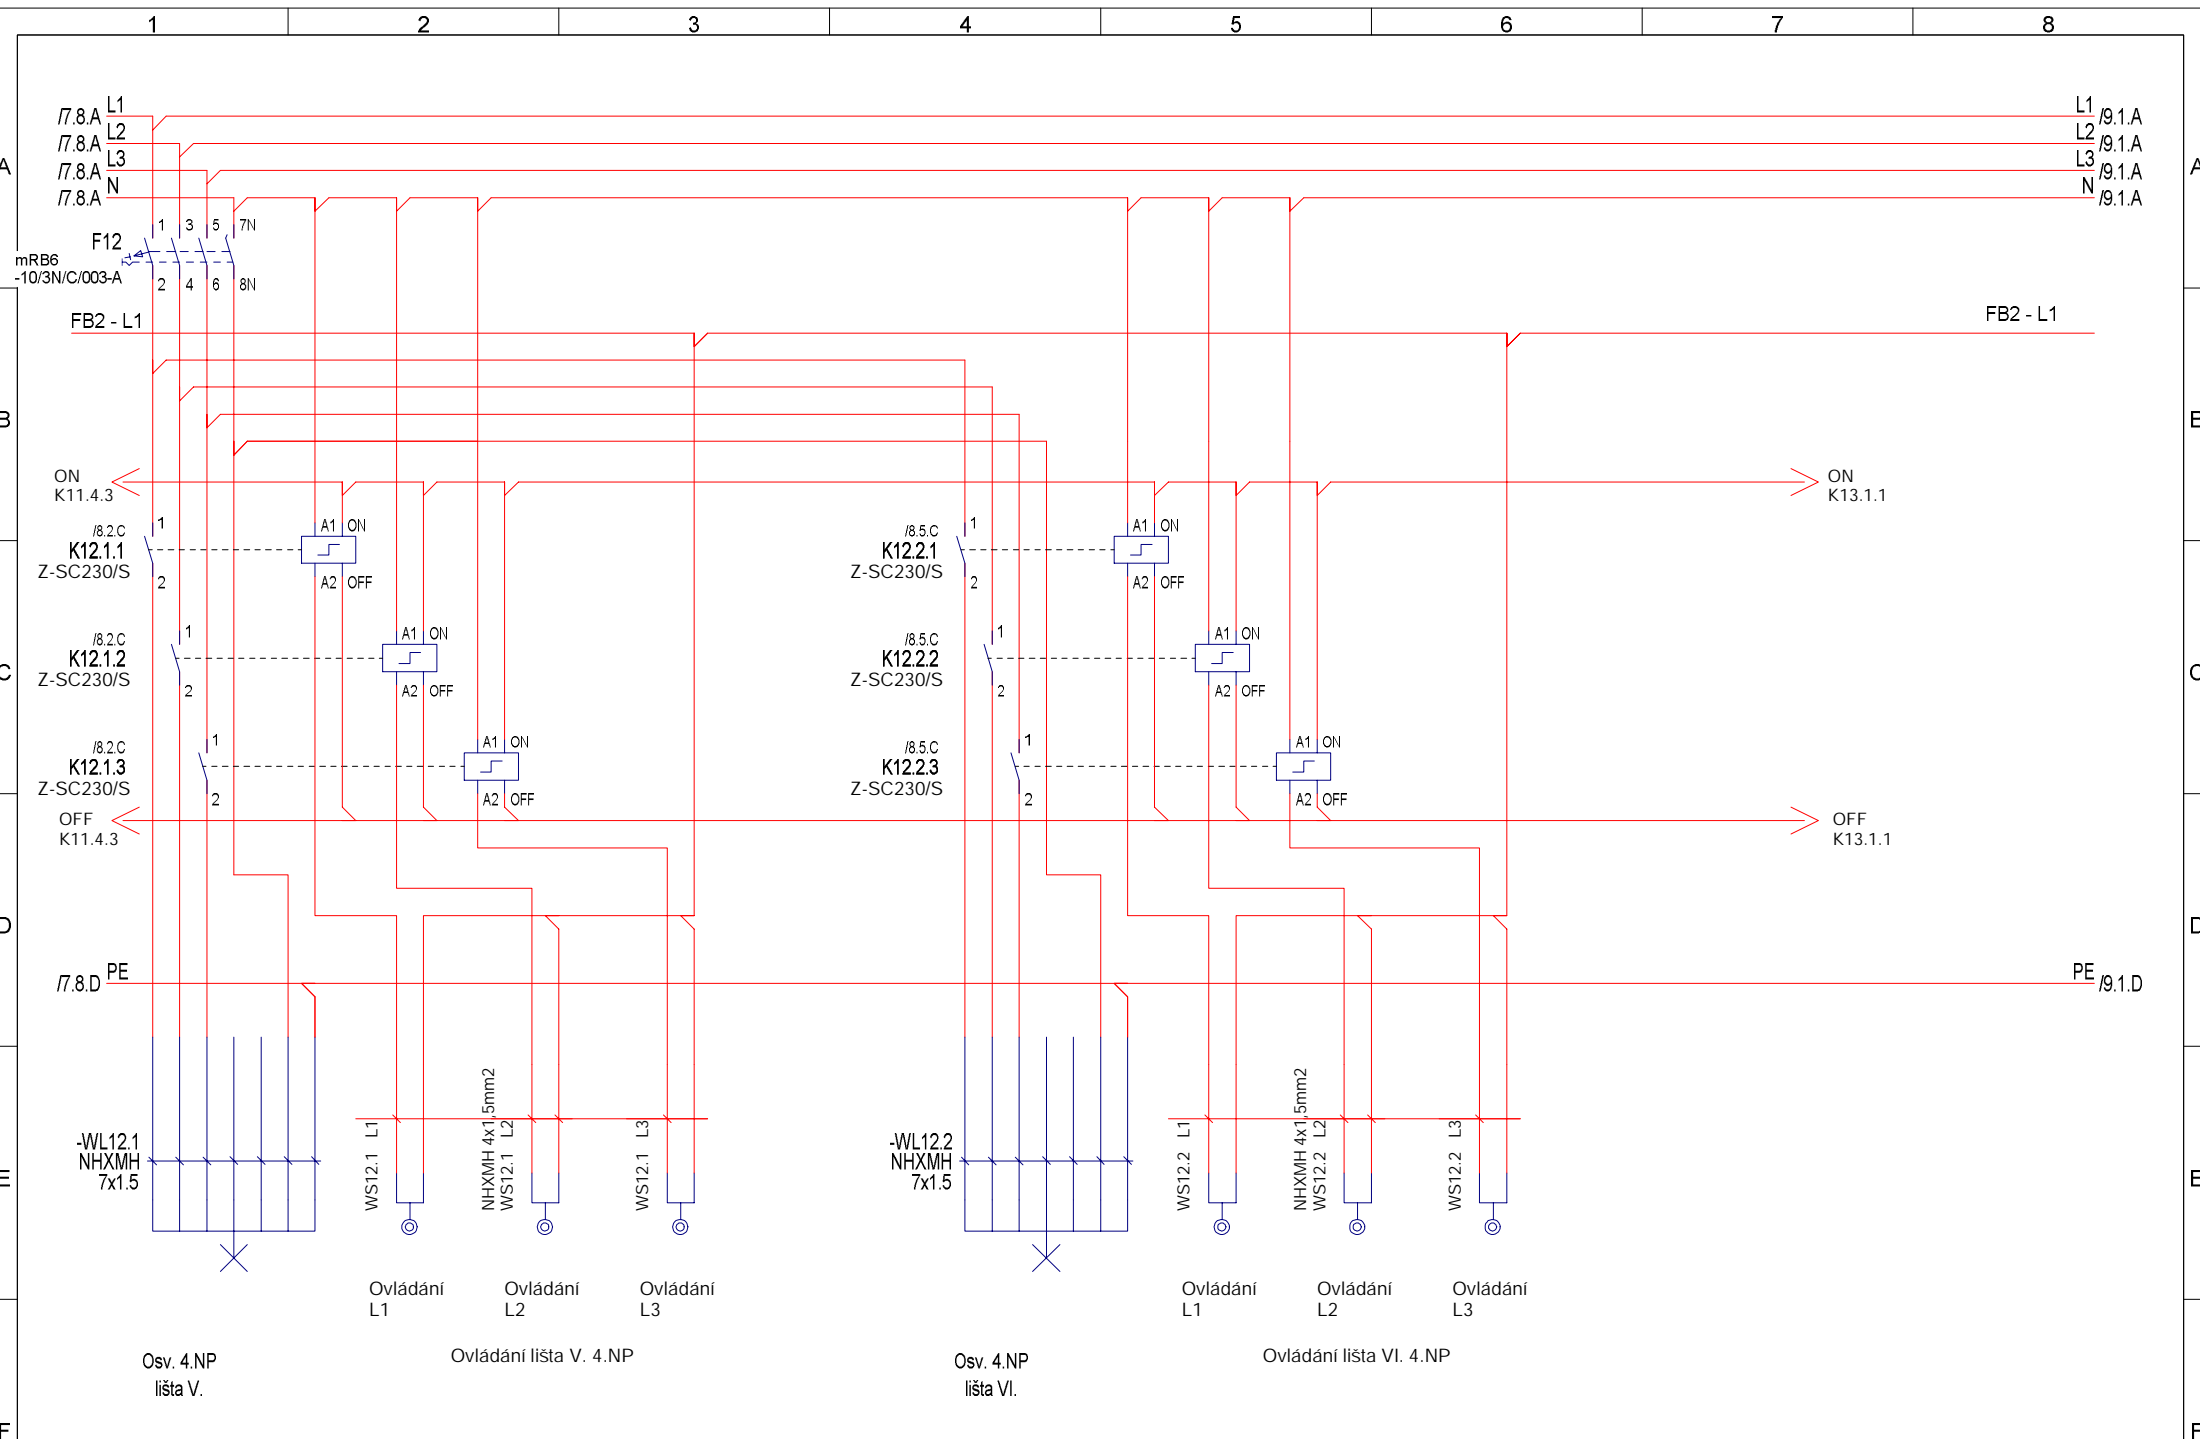 1 2 3 4 5 6 7 8
/7.8.A L1 L1 /9.1.A
/7.8.A L2 L2 /9.1.A
/7.8.A L3 L3 /9.1.A
/7.8.A N N /9.1.A
A A
1 3 5 7N
F12
mRB6
-10/3N/C/003-A
2 4 6 8N
FB2 - L1 FB2 - L1
B
ON ON
K11.4.3 K13.1.1
/8.2.C 1 A1 ON /8.5.C 1 A1 ON
K12.1.1 K12.2.1
Z-SC230/S Z-SC230/S
2 A2 OFF 2 A2 OFF
/8.2.C 1 A1 ON /8.5.C 1 A1 ON
K12.1.2 K12.2.2
C C
Z-SC230/S Z-SC230/S
2 A2 OFF 2 A2 OFF
/8.2.C 1 A1 ON /8.5.C 1 A1 ON
K12.1.3 K12.2.3
Z-SC230/S Z-SC230/S
2 A2 OFF 2 A2 OFF
OFF OFF
K11.4.3 K13.1.1
D D
/7.8.D PE PE /9.1.D
-WL12.1
NHXMH
7x1.5
WS12.1 L1
NHXMH 4x1,5mm2
WS12.1 L2
WS12.1 L3
-WL12.2
NHXMH
7x1.5
WS12.2 L1
NHXMH 4x1,5mm2
WS12.2 L2
WS12.2 L3
Ovládání Ovládání Ovládání Ovládání Ovládání Ovládání
L1 L2 L3 L1 L2 L3
Osv. 4.NP Ovládání lišta V. 4.NP Osv. 4.NP Ovládání lišta VI. 4.NP
lišta V. lišta VI.